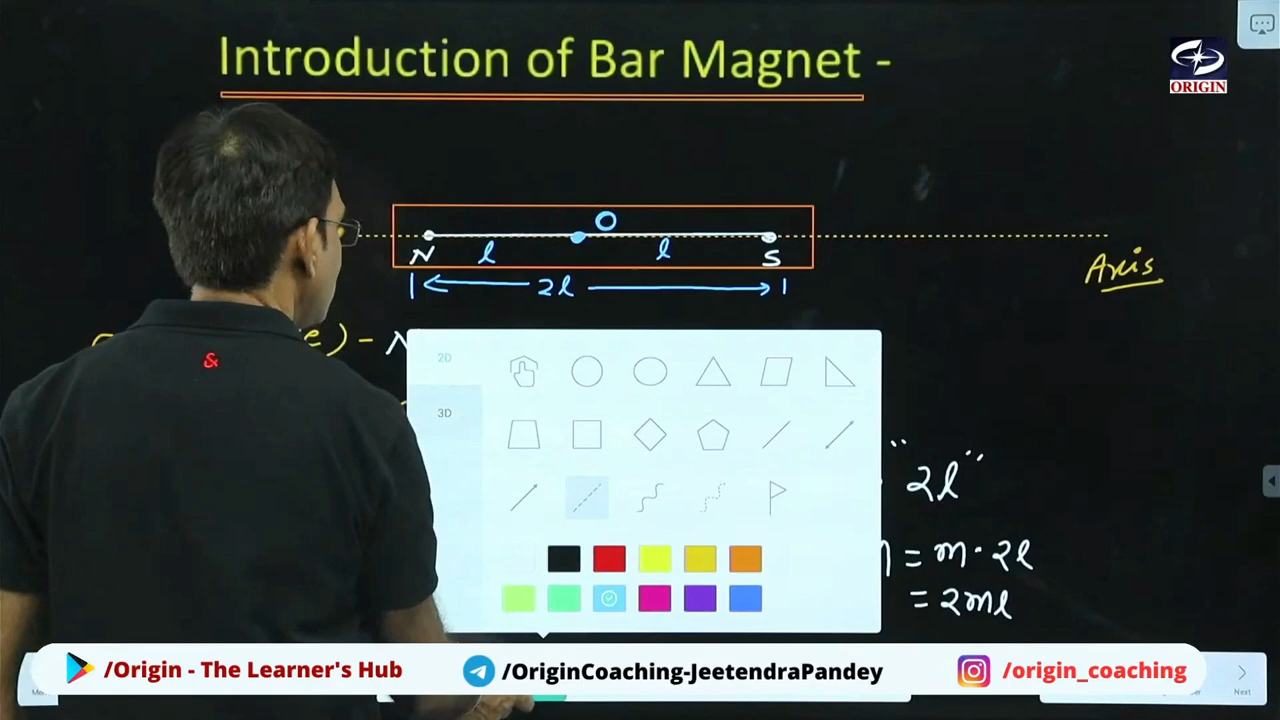 Introduction of Bar Magnet -
ORIGIN
O
N l l S
2l
Axis
) - N
&
2D
3D
" 2l "
= m · 2l
= 2ml
/Origin - The Learner's Hub
/OriginCoaching-JeetendraPandey
/origin_coaching
Next